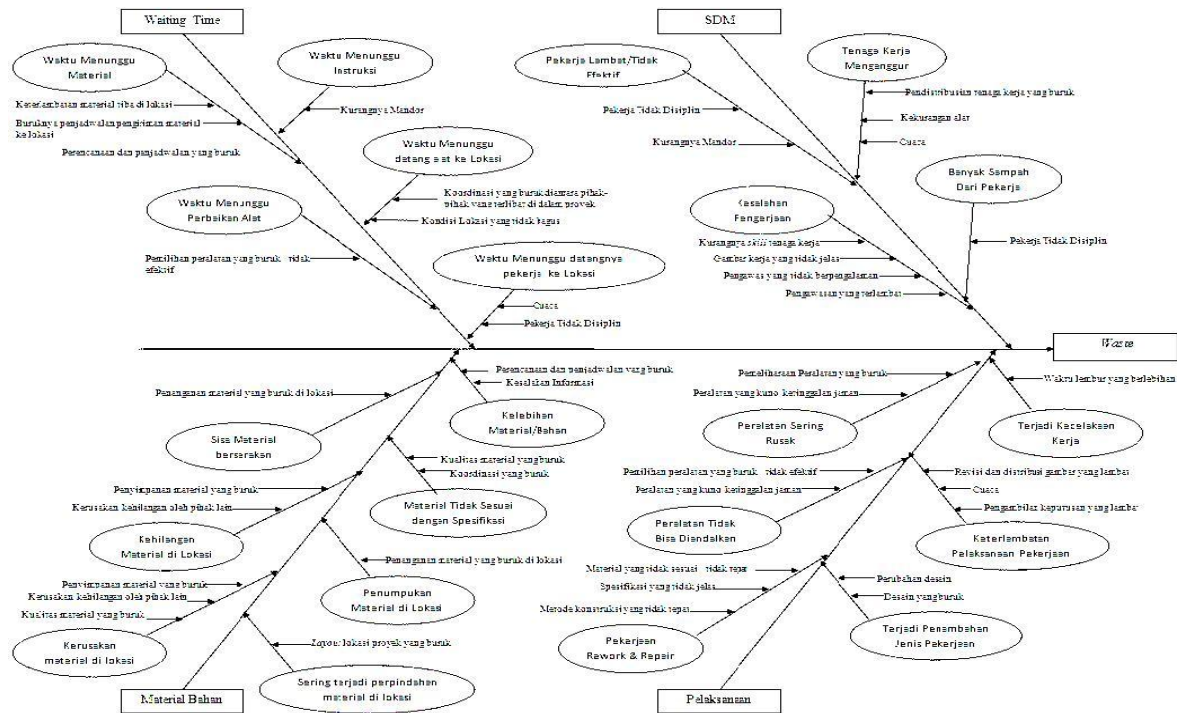 Waiting Time
SDM
Waktu Menunggu
Material
Waktu Menunggu
Instruksi
Keterlambatan material tiba di lokasi
Buruknya penjadwalan pengiriman material
ke lokasi
Kurangnya Mandor
Perencanaan dan penjadwalan yang buruk
Waktu Menunggu
datang alat ke Lokasi
Koordinasi yang buruk diantara pihak-
pihak yang terlibat di dalam proyek
Kondisi Lokasi yang tidak bagus
Waktu Menunggu
Perbaikan Alat
Pemilihan peralatan yang buruk tidak
efektif
Waktu Menunggu datangnya
pekerja ke Lokasi
Cuaca
Pekerja Tidak Disiplin
Pekerja Lambat/Tidak
Efektif
Pekerja Tidak Disiplin
Kurangnya Mandor
Tenaga Kerja
Menganggur
Pendistribusian tenaga kerja yang buruk
Kekurangan alat
Cuaca
Kesalahan
Pengerjaan
Kurangnya skill tenaga kerja
Gambar kerja yang tidak jelas
Pengawas yang tidak berpengalaman
Pengawasan yang terlambat
Banyak Sampah
Dari Pekerja
Pekerja Tidak Disiplin
Waste
Penanganan material yang buruk di lokasi
Sisa Material
berserakan
Perencanaan dan penjadwalan yang buruk
Kesalahan Informasi
Kelebihan
Material/Bahan
Penyimpanan material yang buruk
Kerusakan kehilangan oleh pihak lain
Kehilangan
Material di Lokasi
Kualitas material yang buruk
Koordinasi yang buruk
Material Tidak Sesuai
dengan Spesifikasi
Penyimpanan material yang buruk
Kerusakan kehilangan oleh pihak lain
Kualitas material yang buruk
Kerusakan
material di lokasi
Penanganan material yang buruk di lokasi
Penumpukan
Material di Lokasi
Layout lokasi proyek yang buruk
Sering terjadi perpindahan
material di lokasi
Material Bahan
Pemeliharaan Peralatan yang buruk
Peralatan yang kuno ketinggalan jaman
Peralatan Sering
Rusak
Waktu lembur yang berlebihan
Terjadi Kecelakaan
Kerja
Pemilihan peralatan yang buruk tidak efektif
Peralatan yang kuno ketinggalan jaman
Peralatan Tidak
Bisa Diandalkan
Revisi dan distribusi gambar yang lambat
Cuaca
Pengambilan keputusan yang lambat
Keterlambatan
Pelaksanaan Pekerjaan
Material yang tidak sesuai tidak tepat
Spesifikasi yang tidak jelas
Metode konstruksi yang tidak tepat
Pekerjaan
Rework & Repair
Perubahan desain
Desain yang buruk
Terjadi Penambahan
Jenis Pekerjaan
Pelaksanaan